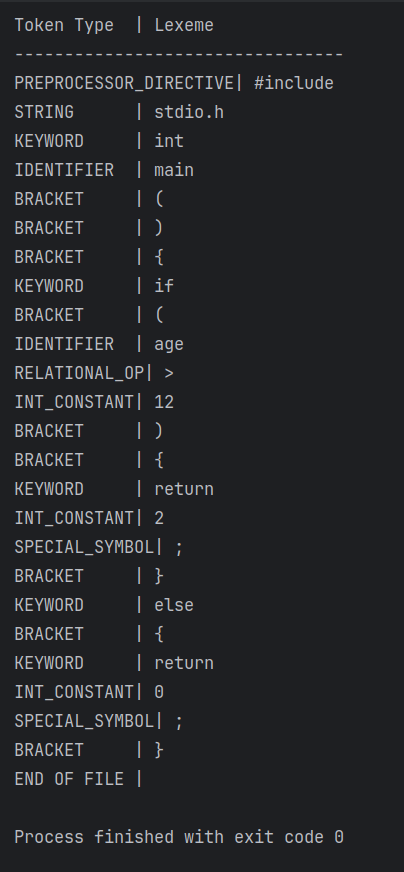 Token Type  | Lexeme
---------------------------------
PREPROCESSOR_DIRECTIVE| #include
STRING      | stdio.h
KEYWORD     | int
IDENTIFIER  | main
BRACKET     | (
BRACKET     | )
BRACKET     | {
KEYWORD     | if
BRACKET     | (
IDENTIFIER  | age
RELATIONAL_OP| >
INT_CONSTANT| 12
BRACKET     | )
BRACKET     | {
KEYWORD     | return
INT_CONSTANT| 2
SPECIAL_SYMBOL| ;
BRACKET     | }
KEYWORD     | else
BRACKET     | {
KEYWORD     | return
INT_CONSTANT| 0
SPECIAL_SYMBOL| ;
BRACKET     | }
END OF FILE |
Process finished with exit code 0